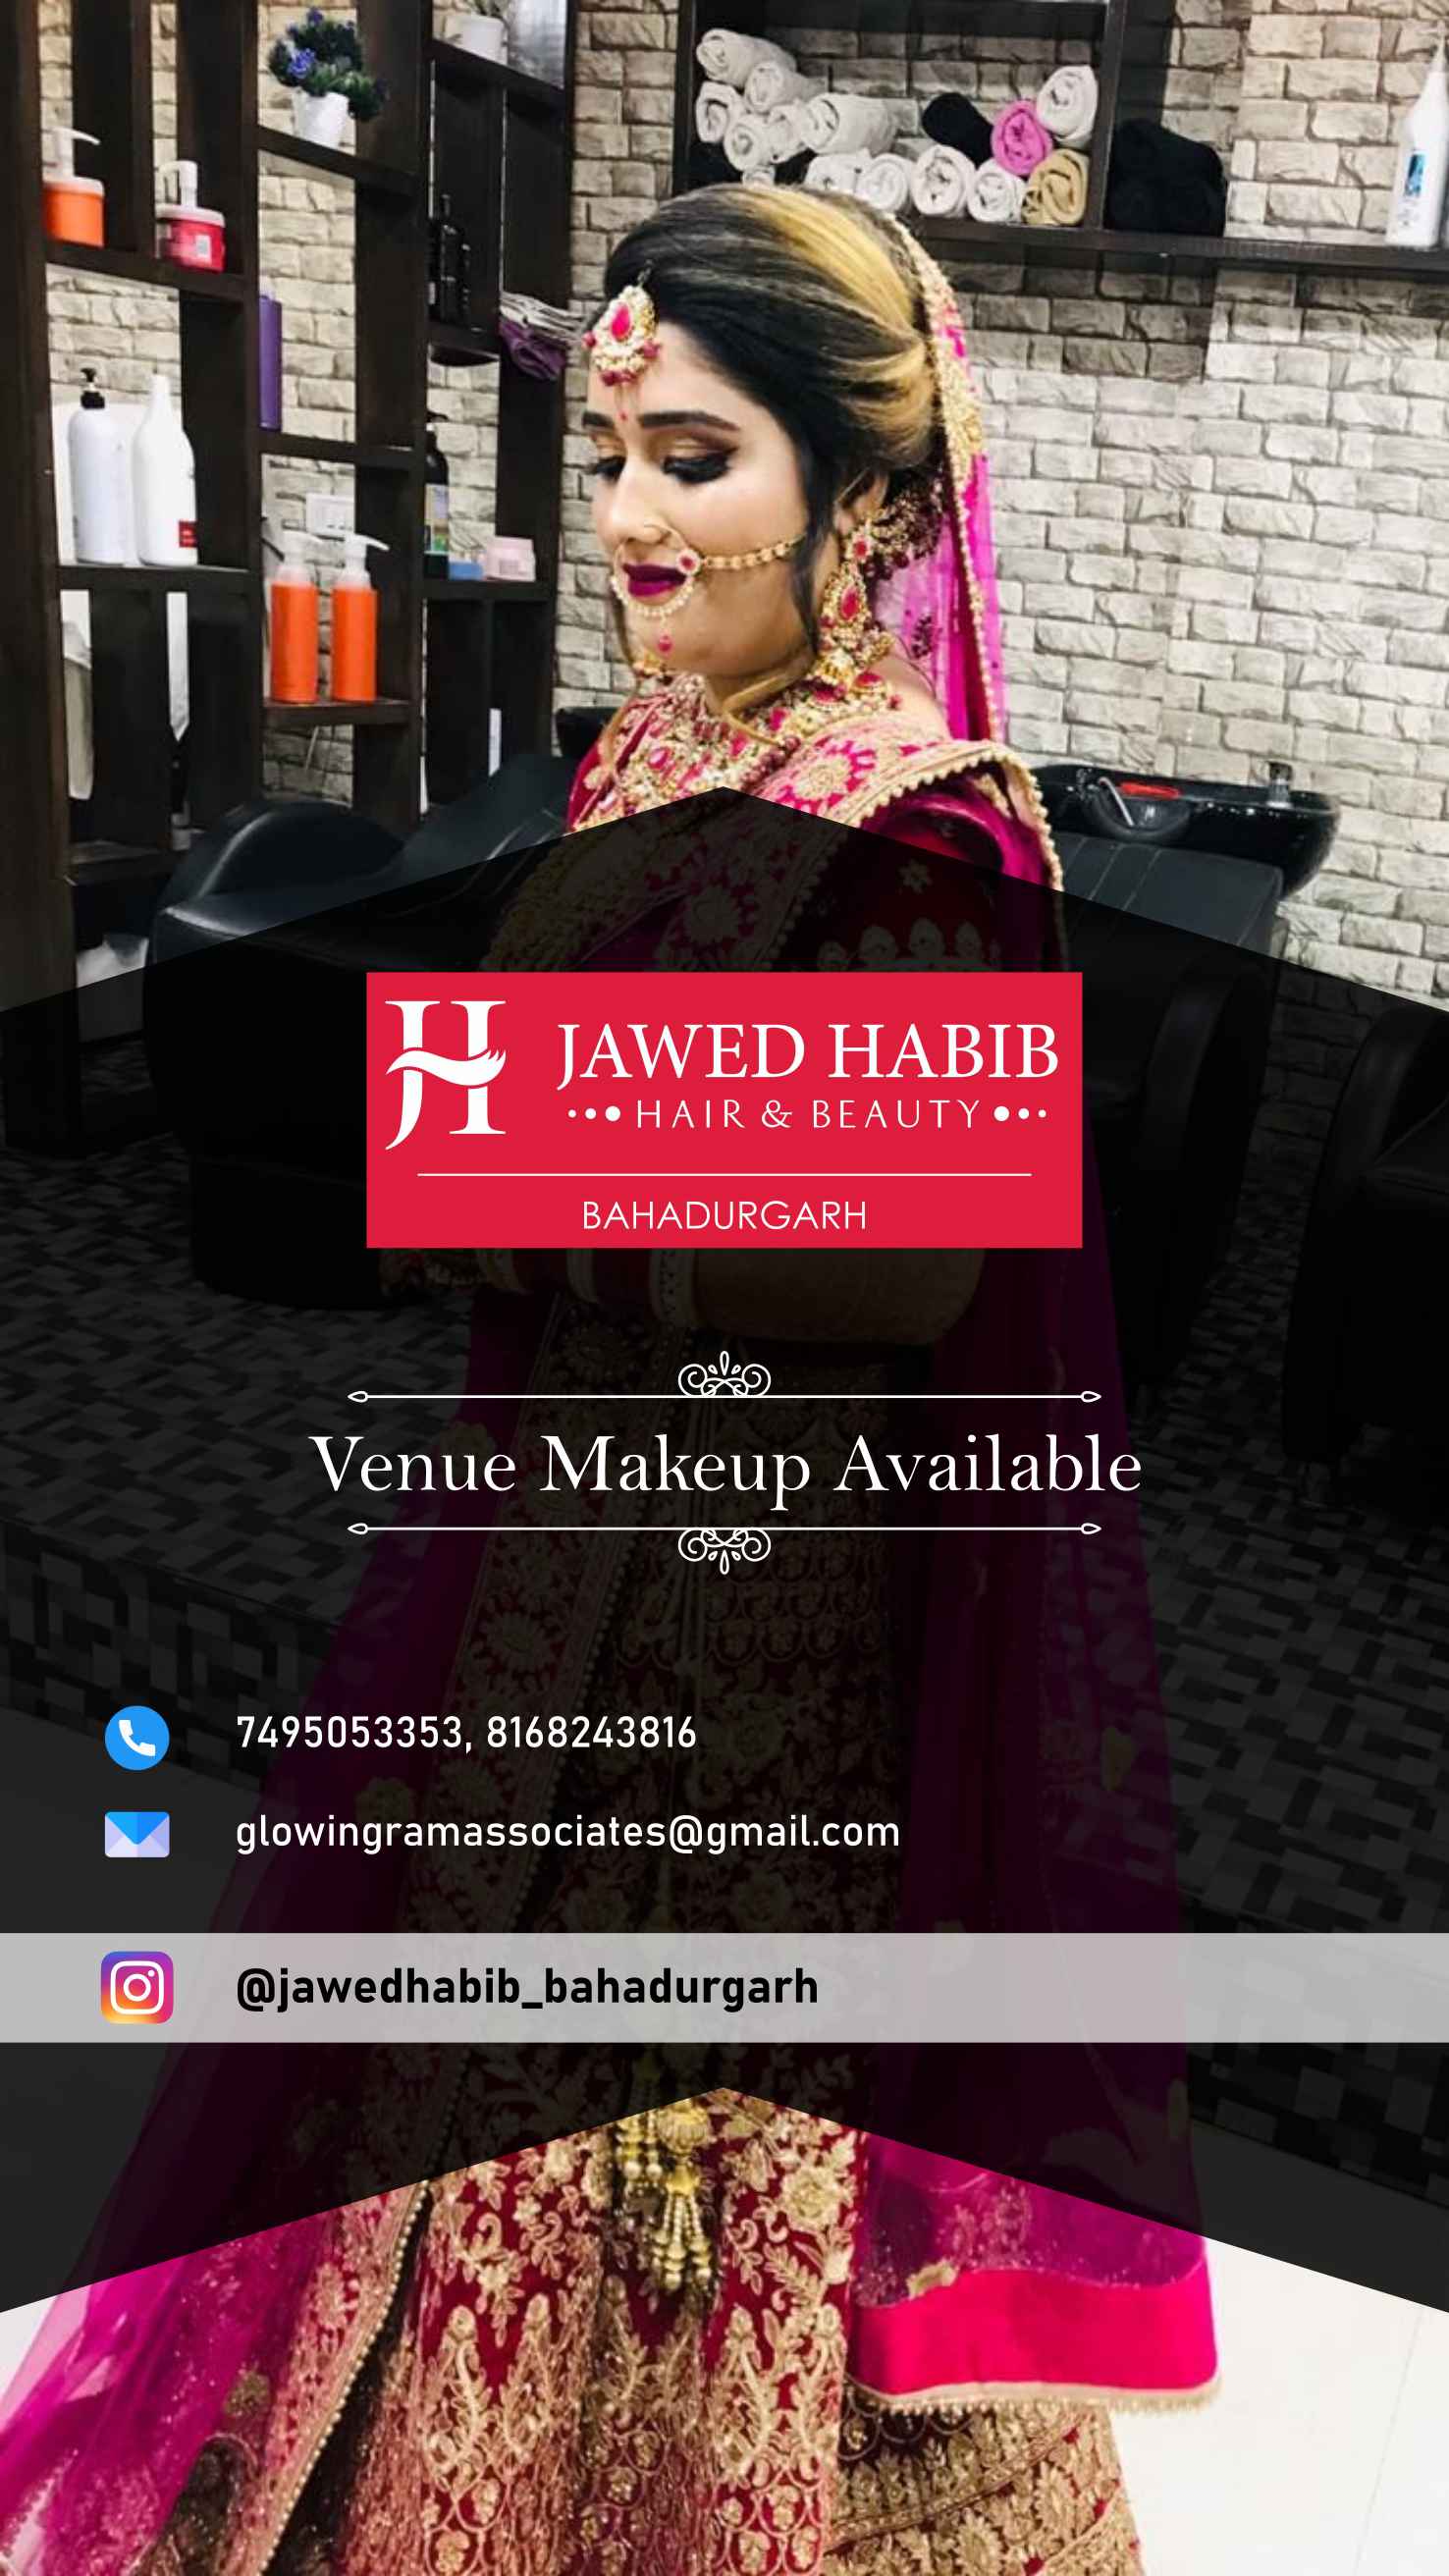 JAWED HABIB
HAIR & BEAUTY
BAHADURGARH
Venue Makeup Available
7495053353, 8168243816
glowingramassociates@gmail.com
@jawedhabib_bahadurgarh